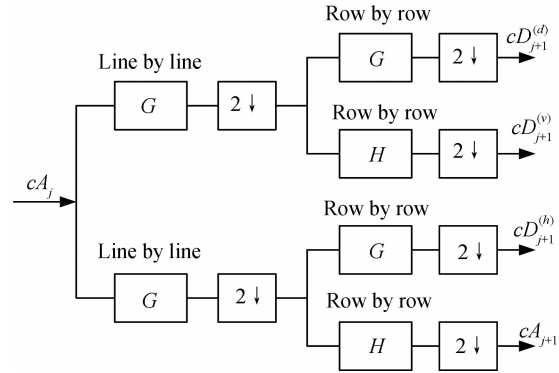 Row by row
cD_{j+1}^{(d)}
Line by line
G
2↓
G
2↓
Row by row
cD_{j+1}^{(v)}
H
2↓
cA_j
Row by row
cD_{j+1}^{(h)}
Line by line
G
2↓
G
2↓
Row by row
H
2↓
cA_{j+1}